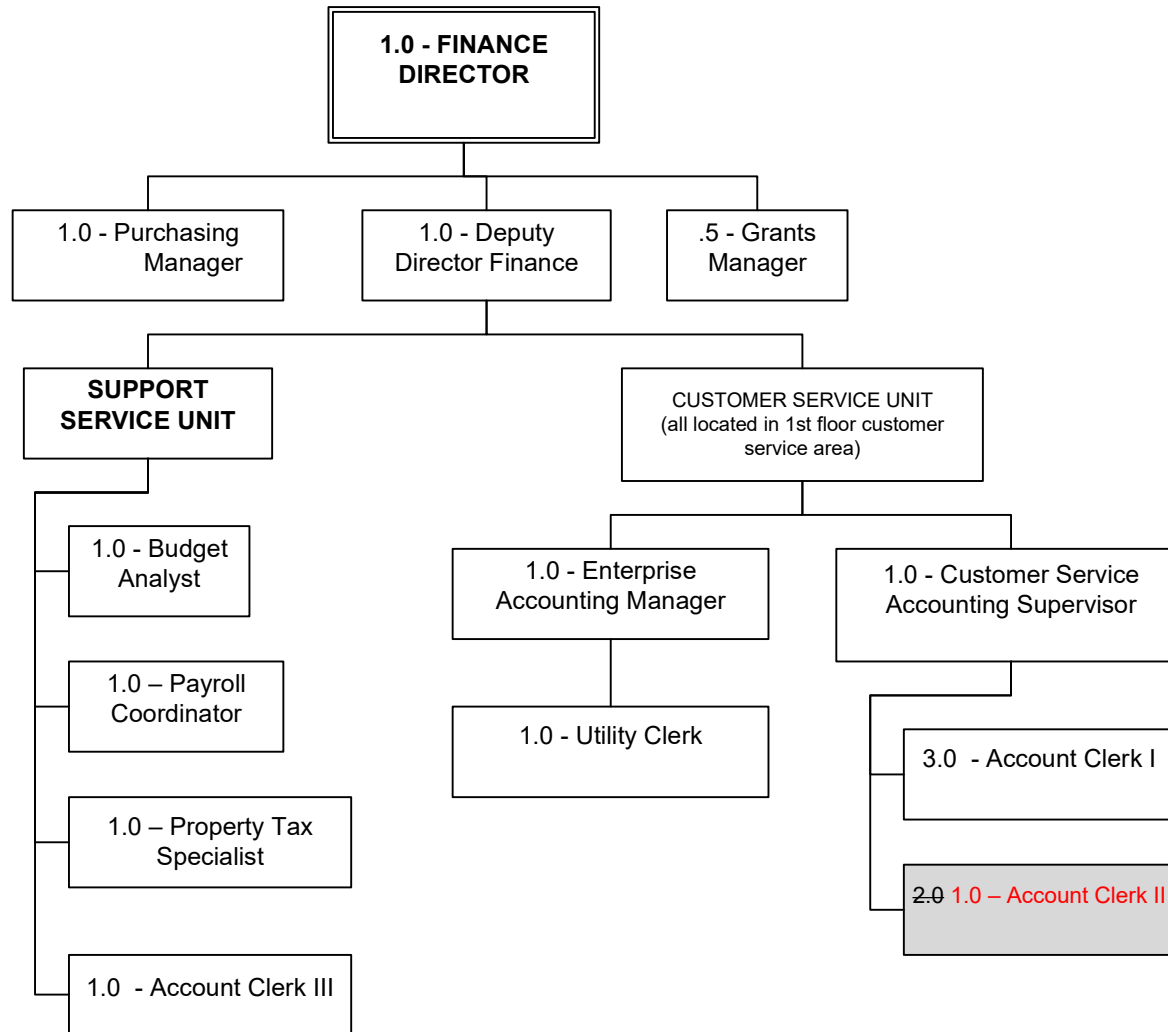 1.0 - FINANCE
DIRECTOR
1.0 - Purchasing
Manager
1.0 - Deputy
Director Finance
.5 - Grants
Manager
SUPPORT
SERVICE UNIT
CUSTOMER SERVICE UNIT
(all located in 1st floor customer
service area)
1.0 - Budget
Analyst
1.0 – Payroll
Coordinator
1.0 – Property Tax
Specialist
1.0 - Account Clerk III
1.0 - Enterprise
Accounting Manager
1.0 - Utility Clerk
1.0 - Customer Service
Accounting Supervisor
3.0 - Account Clerk I
2.0 1.0 – Account Clerk II